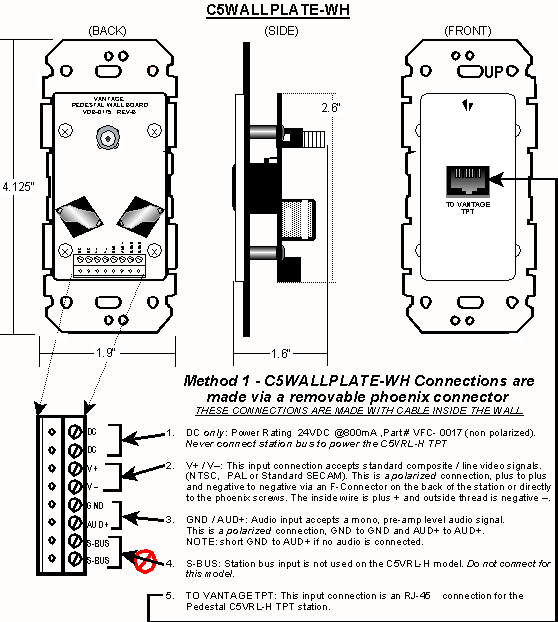 C5WALLPLATE-WH
(BACK)
(SIDE)
(FRONT)
VANTAGE
PEDESTAL WALLBOARD
VDB-0175 REV-B
UP
2.6"
4.125"
TO VANTAGE
TPT
1.9"
1.6"
Method 1 - C5WALLPLATE-WH Connections are
made via a removable phoenix connector
THESE CONNECTIONS ARE MADE WITH CABLE INSIDE THE WALL
DC
DC
V+
V–
GND
AUD+
S-BUS
S-BUS
1. DC only: Power Rating 24VDC @800mA ,Part# VFC- 0017 (non polarized).
Never connect station bus to power the C5VRL-H TPT
2. V+ / V–: This input connection accepts standard composite / line video signals.
(NTSC, PAL or Standard SECAM). This is a polarized connection, plus to plus
and negative to negative via an F-Connector on the back of the station or directly
to the phoenix screws. The inside wire is plus + and outside thread is negative –.
3. GND / AUD+: Audio input accepts a mono, pre-amp level audio signal.
This is a polarized connection, GND to GND and AUD+ to AUD+.
NOTE: short GND to AUD+ if no audio is connected.
4. S-BUS: Station bus input is not used on the C5VRL-H model. Do not connect for
this model.
5. TO VANTAGE TPT: This input connection is an RJ-45 connection for the
Pedestal C5VRL-H TPT station.